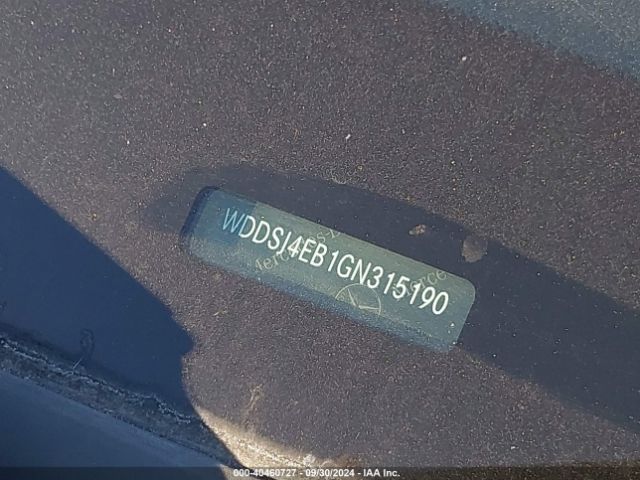 WDDSJ4EB1GN315190
000-40460727 - 09/30/2024 - IAA Inc.